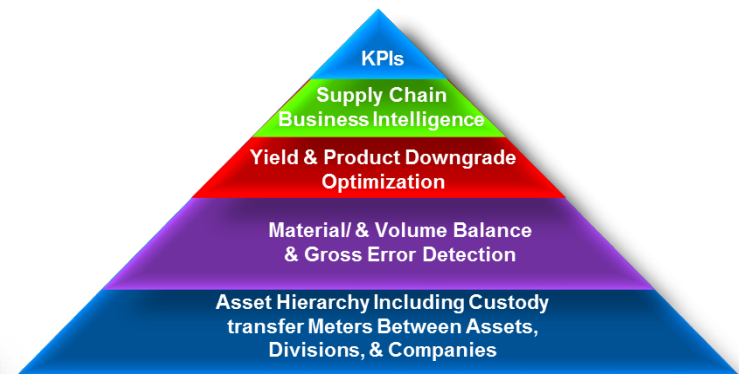 KPIs
Supply Chain
Business Intelligence
Yield & Product Downgrade
Optimization
Material/ & Volume Balance
& Gross Error Detection
Asset Hierarchy Including Custody
transfer Meters Between Assets,
Divisions, & Companies